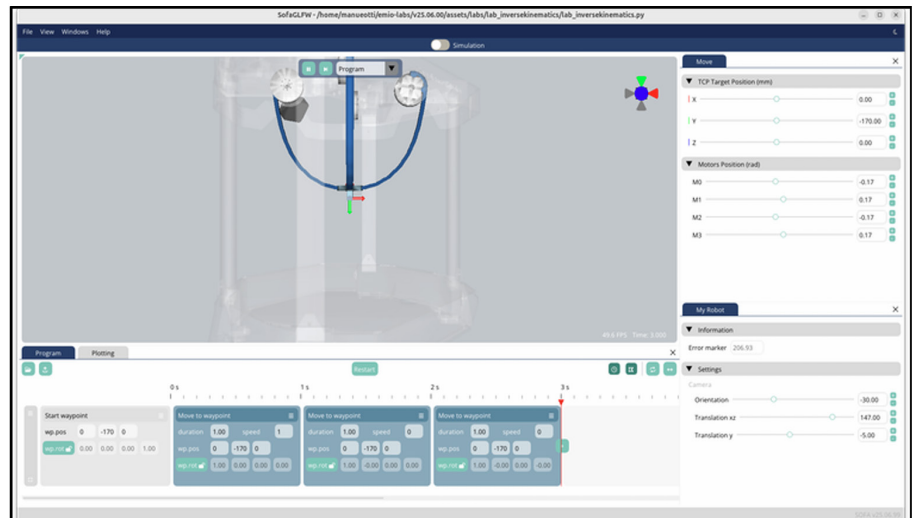 SofaGLFW - /home/manueotti/emio-labs/v25.06.00/assets/labs/lab_inversekinematics/lab_inversekinematics.py
File View Windows Help
Simulation
Program
49.6 FPS Time: 3.000
Move
TCP Target Position (mm)
X 0.00
Y -170.00
Z 0.00
Motors Position (rad)
M0 -0.17
M1 0.17
M2 -0.17
M3 0.17
My Robot
Information
Error marker 206.93
Settings
Camera
Orientation -30.00
Translation xz 147.00
Translation y -5.00
Program Plotting
Restart
0 s 1 s 2 s 3 s
Start waypoint
wp.pos 0 -170 0
wp.rot 0.00 0.00 0.00 1.00
Move to waypoint
duration 1.00 speed 1
wp.pos 0 -170 0
wp.rot 1.00 0.00 0.00 0.00
Move to waypoint
duration 1.00 speed 0
wp.pos 0 -170 0
wp.rot 1.00 -0.00 0.00 0.00
Move to waypoint
duration 1.00 speed 0
wp.pos 0 -170 0
wp.rot 1.00 -0.00 0.00 -0.00